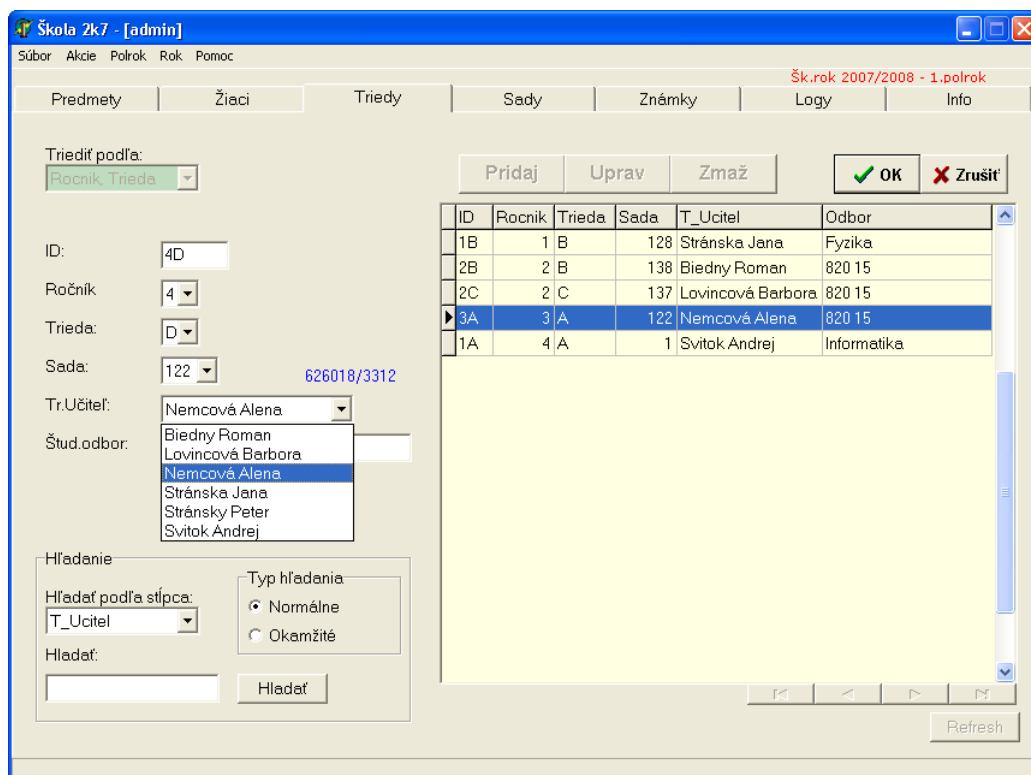 Škola 2k7 - [admin]
Súbor Akcie Polrok Rok Pomoc
Šk.rok 2007/2008 - 1.polrok
Predmety Žiaci Triedy Sady Známky Logy Info
Triediť podľa:
Rocnik, Trieda
Pridaj Uprav Zmaž OK Zrušiť
ID Rocnik Trieda Sada T_Ucitel Odbor
1B 1 B 128 Stránska Jana Fyzika
2B 2 B 138 Biedny Roman 820 15
2C 2 C 137 Lovincová Barbora 820 15
3A 3 A 122 Nemcová Alena 820 15
1A 4 A 1 Svitok Andrej Informatika
ID: 4D
Ročník 4
Trieda: D
Sada: 122 626018/3312
Tr.Učiteľ: Nemcová Alena
Štud.odbor:
Biedny Roman
Lovincová Barbora
Nemcová Alena
Stránska Jana
Stránsky Peter
Svitok Andrej
Hľadanie
Hľadať podľa stĺpca:
T_Ucitel
Typ hľadania
Normálne
Okamžité
Hladať:
Hladať
Refresh